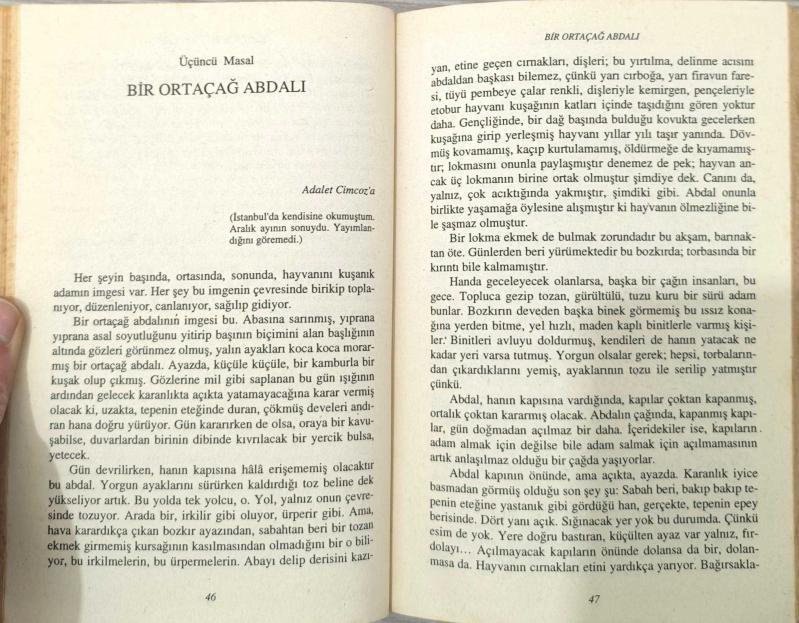 Üçüncü Masal
BİR ORTAÇAĞ ABDALI
Adalet Cimcoz'a
(İstanbul'da kendisine okumuştum.
Aralık ayının sonuydu. Yayımlan-
dığını göremedi.)
Her şeyin başında, ortasında, sonunda, hayvanını kuşanık
adamın imgesi var. Her şey bu imgenin çevresinde birikip topla-
nıyor, düzenleniyor, canlanıyor, sağılıp gidiyor.
Bir ortaçağ abdalının imgesi bu. Abasına sarınmış, yıprana
yıprana asal soyutluğunu yitirip başının biçimini alan başlığının
altında gözleri görünmez olmuş, yalın ayakları koca koca morar-
mış bir ortaçağ abdalı. Ayazda, küçüle küçüle, bir kamburla bir
kuşak olup çıkmış. Gözlerine mil gibi saplanan bu gün ışığının
ardından gelecek karanlıkta açıkta yatamayacağına karar vermiş
olacak ki, uzakta, tepenin eteğinde duran, çökmüş develeri andı-
ran hana doğru yürüyor. Gün kararırken de olsa, oraya bir kavu-
şabilse, duvarlardan birinin dibinde kıvrılacak bir yercik bulsa,
yetecek.
Gün devrilirken, hanın kapısına hâlâ erişememiş olacaktır
bu abdal. Yorgun ayaklarını sürürken kaldırdığı toz beline dek
yükseliyor artık. Bu yolda tek yolcu, o. Yol, yalnız onun çevre-
sinde tozuyor. Arada bir, irkilir gibi oluyor, ürperir gibi. Ama,
hava karardıkça çıkan bozkır ayazından, sabahtan beri bir tozan
ekmek girmemiş kursağının kasılmasından olmadığını bir o bili-
yor, bu irkilmelerin, bu ürpermelerin. Abayı delip derisini kazı-
46
BİR ORTAÇAĞ ABDALI
yan, etine geçen cırnakları, dişleri; bu yırtılma, delinme acısını
abdaldan başkası bilemez, çünkü yarı cırboğa, yarı firavun fare-
si, tüyü pembeye çalar renkli, dişleriyle kemirgen, pençeleriyle
etobur hayvanı kuşağının katları içinde taşıdığını gören yoktur
daha. Gençliğinde, bir dağ başında bulduğu kovukta gecelerken
kuşağına girip yerleşmiş hayvanı yıllar yılı taşır yanında. Döv-
müş kovamamış, kaçıp kurtulamamış, öldürmeğe de kıyamamış-
tır; lokmasını onunla paylaşmıştır denemez de pek; hayvan an-
cak üç lokmanın birine ortak olmuştur şimdiye dek. Canını da,
yalnız, çok acıktığında yakmıştır, şimdiki gibi. Abdal onunla
birlikte yaşamağa öylesine alışmıştır ki hayvanın ölmezliğine bi-
le şaşmaz olmuştur.
Bir lokma ekmek de bulmak zorundadır bu akşam, barınak-
tan öte. Günlerden beri yürümektedir bu bozkırda; torbasında bir
kırıntı bile kalmamıştır.
Handa geceleyecek olanlarsa, başka bir çağın insanları, bu
gece. Topluca gezip tozan, gürültülü, tuzu kuru bir sürü adam
bunlar. Bozkırın deveden başka binek görmemiş bu ıssız kona-
ğına yerden bitme, yel hızlı, maden kaplı binitlerle varmış kişi-
ler. Binitleri avluyu doldurmuş, kendileri de hanın yatacak ne
kadar yeri varsa tutmuş. Yorgun olsalar gerek; hepsi, torbaların-
dan çıkardıklarını yemiş, ayaklarının tozu ile serilip yatmıştır
çünkü.
Abdal, hanın kapısına vardığında, kapılar çoktan kapanmış,
ortalık çoktan kararmış olacak. Abdalın çağında, kapanmış kapı-
lar, gün doğmadan açılmaz bir daha. İçeridekiler ise, kapıların
adam almak için değilse bile adam salmak için açılmamasının
artık anlaşılmaz olduğu bir çağda yaşıyorlar.
Abdal kapının önünde, ama açıkta, ayazda. Karanlık iyice
basmadan görmüş olduğu son şey şu: Sabah beri, bakıp bakıp te-
penin eteğine yastanık gibi gördüğü han, gerçekte, tepenin epey
berisinde. Dört yanı açık. Sığınacak yer yok bu durumda. Çünkü
esim de yok. Yere doğru bastıran, küçülten ayaz var yalnız, fır-
dolayı... Açılmayacak kapıların önünde dolansa da bir, dolan-
masa da. Hayvanın cırnakları etini yardıkça yarıyor. Bağırsakla-
47